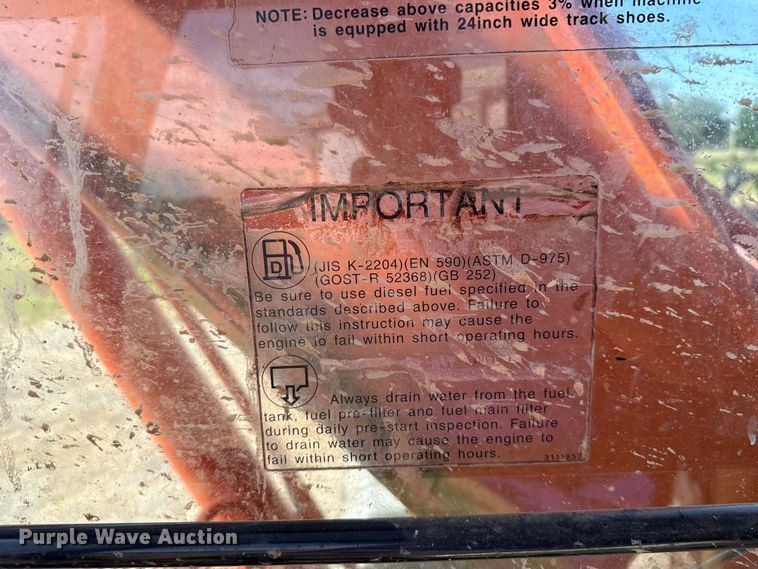 NOTE: Decrease above capacities 3% when machine
is equpped with 24inch wide track shoes.
IMPORTANT
D
(JIS K-2204)(EN 590)(ASTM D-975)
(GOST-R 52368)(GB 252)
Be sure to use diesel fuel specified in the
standards described above. Failure to
follow this instruction may cause the
engine to fail within short operating hours.
Always drain water from the fuel
tank, fuel pre-filter and fuel main filter
during daily pre-start inspection. Failure
to drain water may cause the engine to
fail within short operating hours.
3111853
Purple Wave Auction